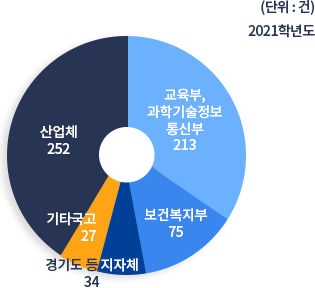 (단위 : 건)
2021학년도
교육부,
과학기술정보
통신부
213
산업체
252
보건복지부
75
기타국고
27
경기도 등 지자체
34